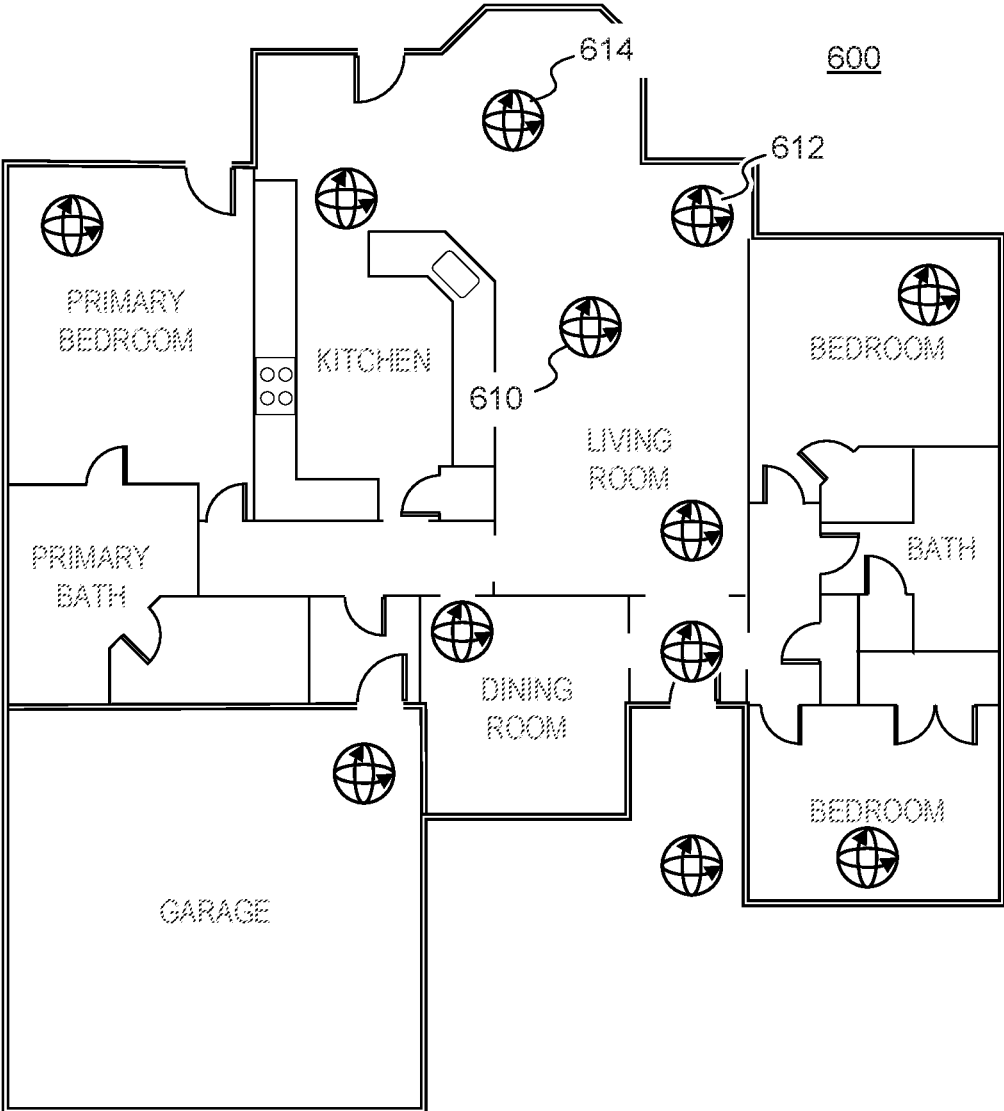 614
600
612
PRIMARY
BEDROOM
KITCHEN
BEDROOM
610
LIVING
ROOM
PRIMARY
BATH
BATH
DINING
ROOM
BEDROOM
GARAGE